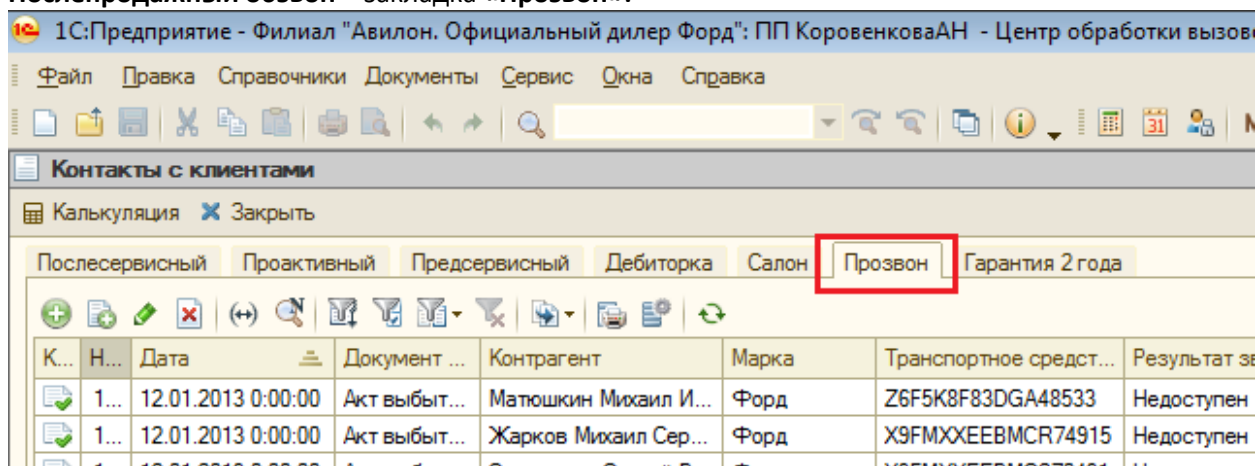 Послепродажный обзвон – закладка «Прозвон».
1С:Предприятие - Филиал "Авилон. Официальный дилер Форд": ПП КоровенковаАН - Центр обработки вызов
Файл Правка Справочники Документы Сервис Окна Справка
31
Контакты с клиентами
Калькуляция Закрыть
Послесервисный Проактивный Предсервисный Дебиторка Салон Прозвон Гарантия 2 года
К... Н... Дата Документ ... Контрагент Марка Транспортное средст... Результат зв
1... 12.01.2013 0:00:00 Акт выбыт... Матюшкин Михаил И... Форд Z6F5K8F83DGA48533 Недоступен
1... 12.01.2013 0:00:00 Акт выбыт... Жарков Михаил Сер... Форд X9FMXXEEBMCR74915 Недоступен